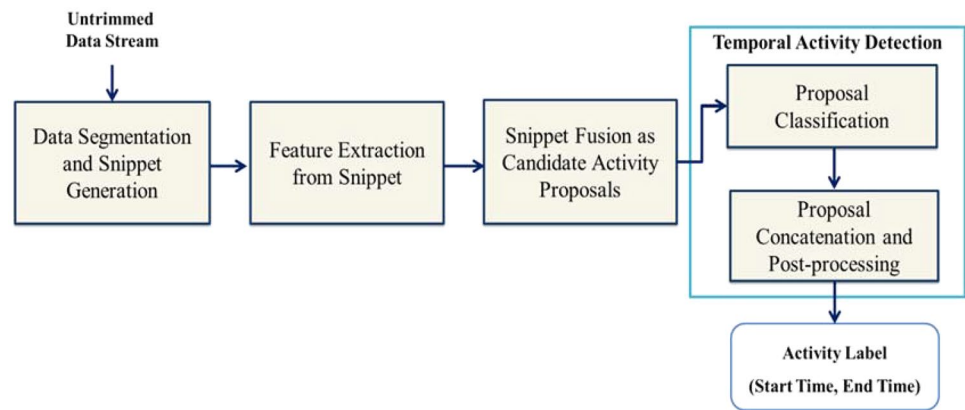 Untrimmed
Data Stream
Data Segmentation
and Snippet
Generation
Feature Extraction
from Snippet
Snippet Fusion as
Candidate Activity
Proposals
Temporal Activity Detection
Proposal
Classification
Proposal
Concatenation and
Post-processing
Activity Label
(Start Time, End Time)